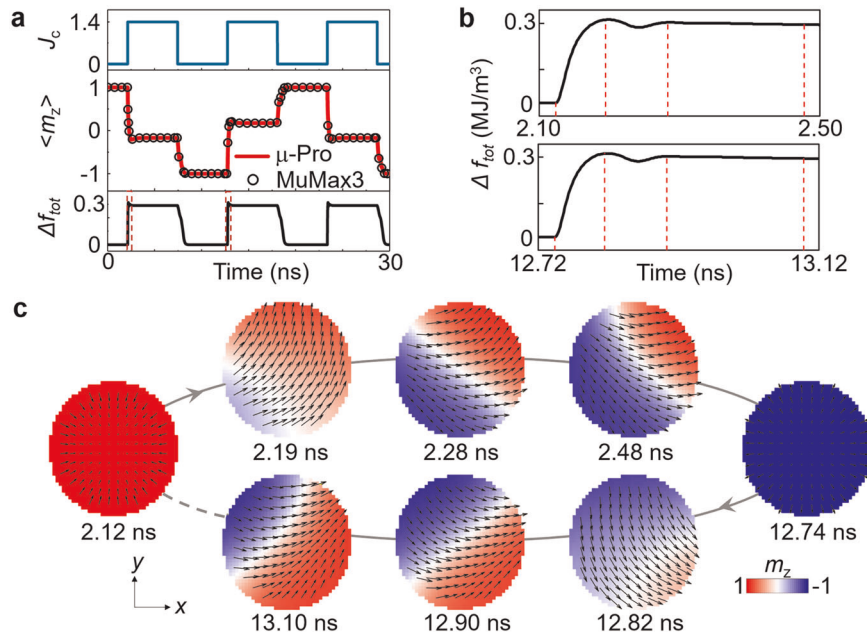 a
J_c
1.4
0
<m_z>
1
0
-1
μ-Pro
MuMax3
Δf_tot
0.3
0
0
Time (ns)
30
b
Δ f_tot (MJ/m³)
0.3
0
2.10
2.50
0.3
0
12.72
Time (ns)
13.12
c
2.12 ns
2.19 ns
2.28 ns
2.48 ns
12.74 ns
13.10 ns
12.90 ns
12.82 ns
y
x
m_z
1
-1